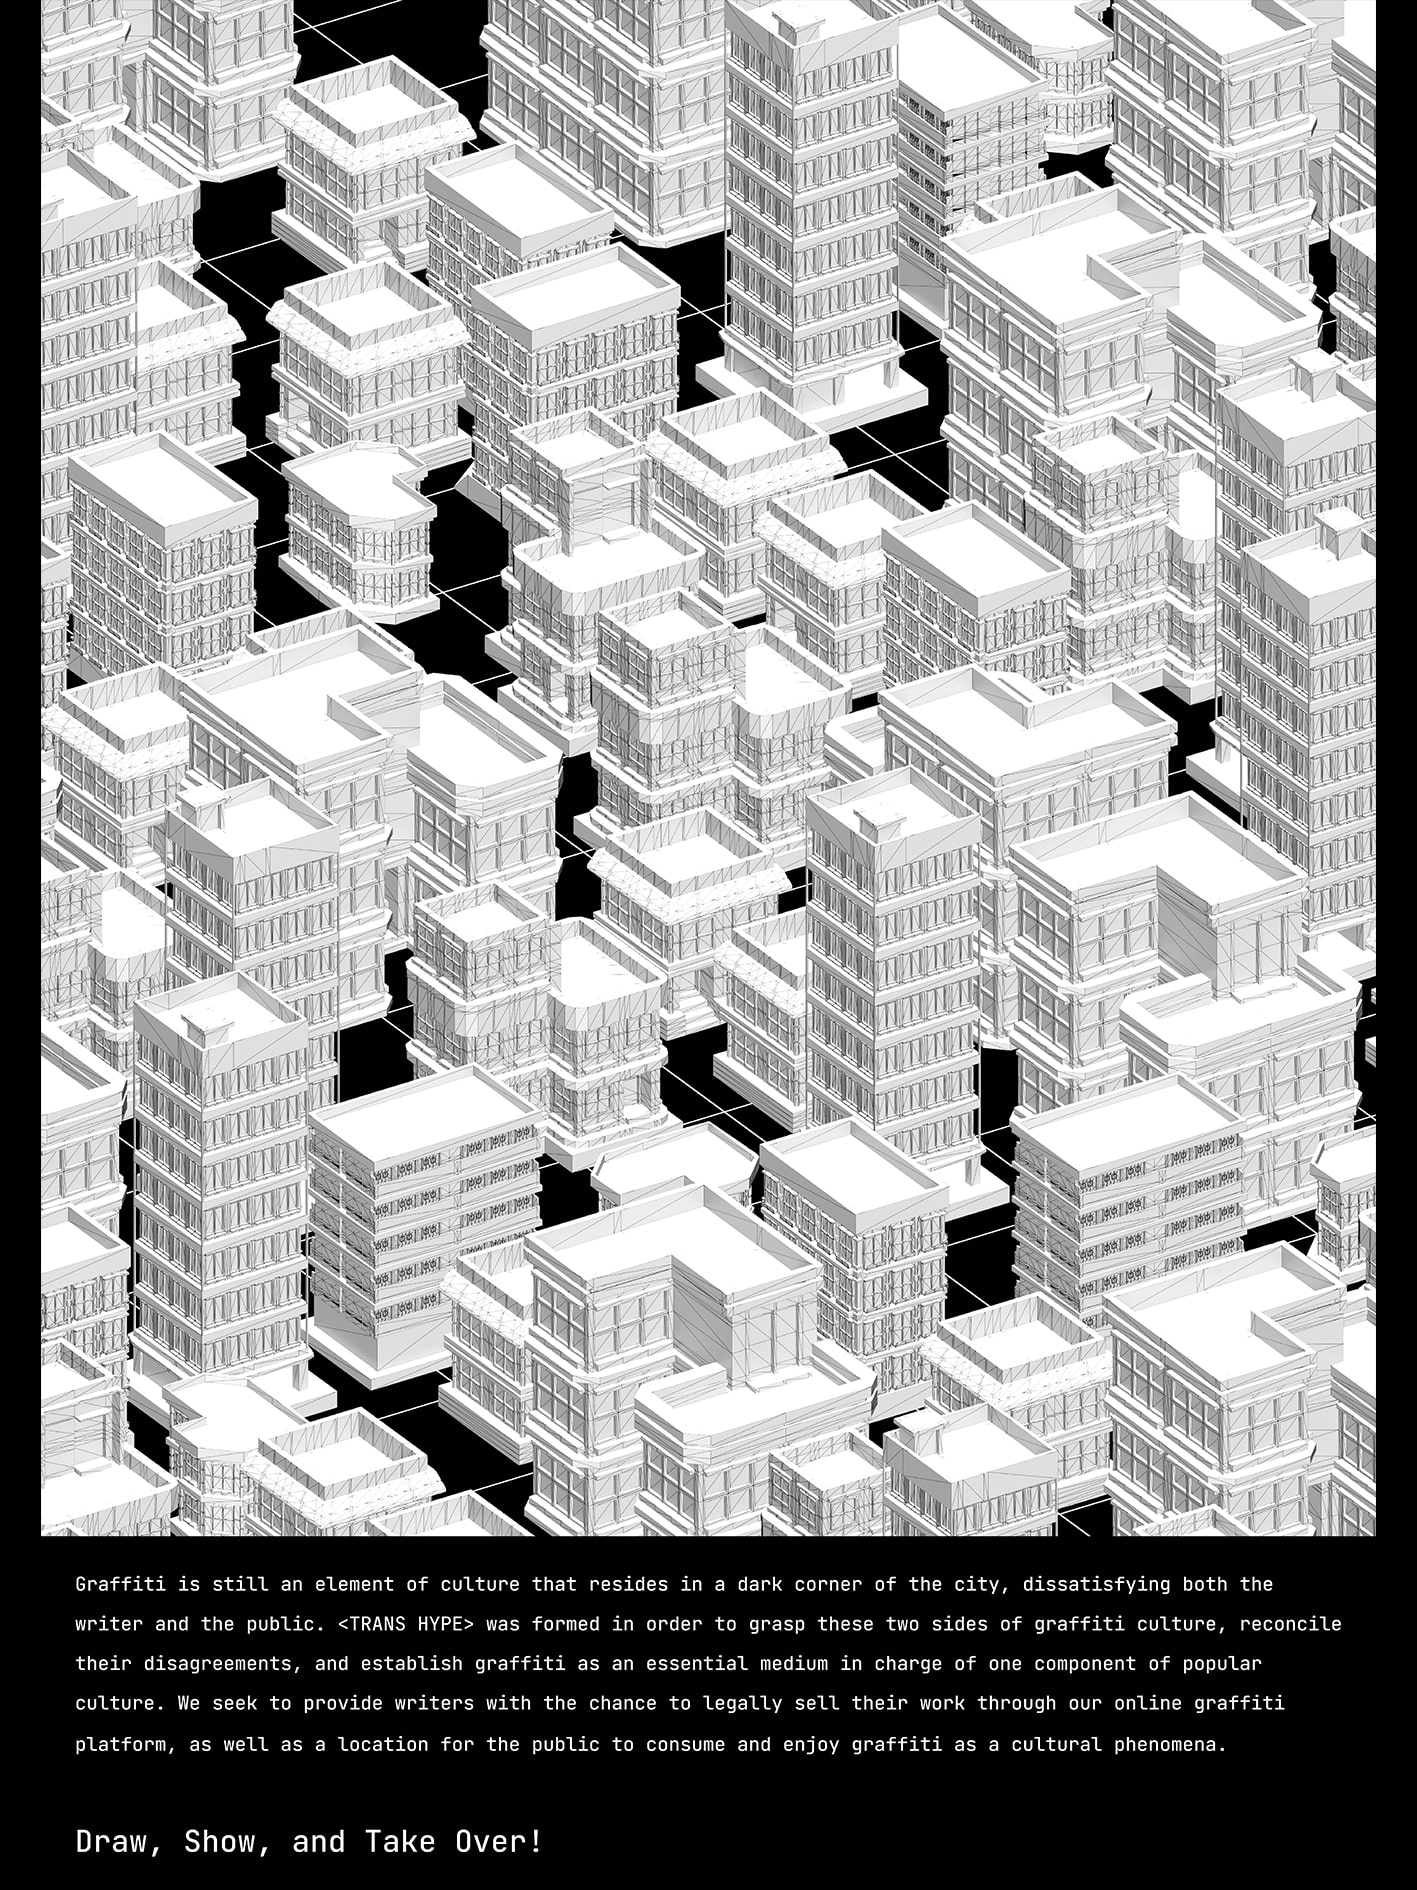 Graffiti is still an element of culture that resides in a dark corner of the city, dissatisfying both the
writer and the public. <TRANS HYPE> was formed in order to grasp these two sides of graffiti culture, reconcile
their disagreements, and establish graffiti as an essential medium in charge of one component of popular
culture. We seek to provide writers with the chance to legally sell their work through our online graffiti
platform, as well as a location for the public to consume and enjoy graffiti as a cultural phenomena.
Draw, Show, and Take Over!